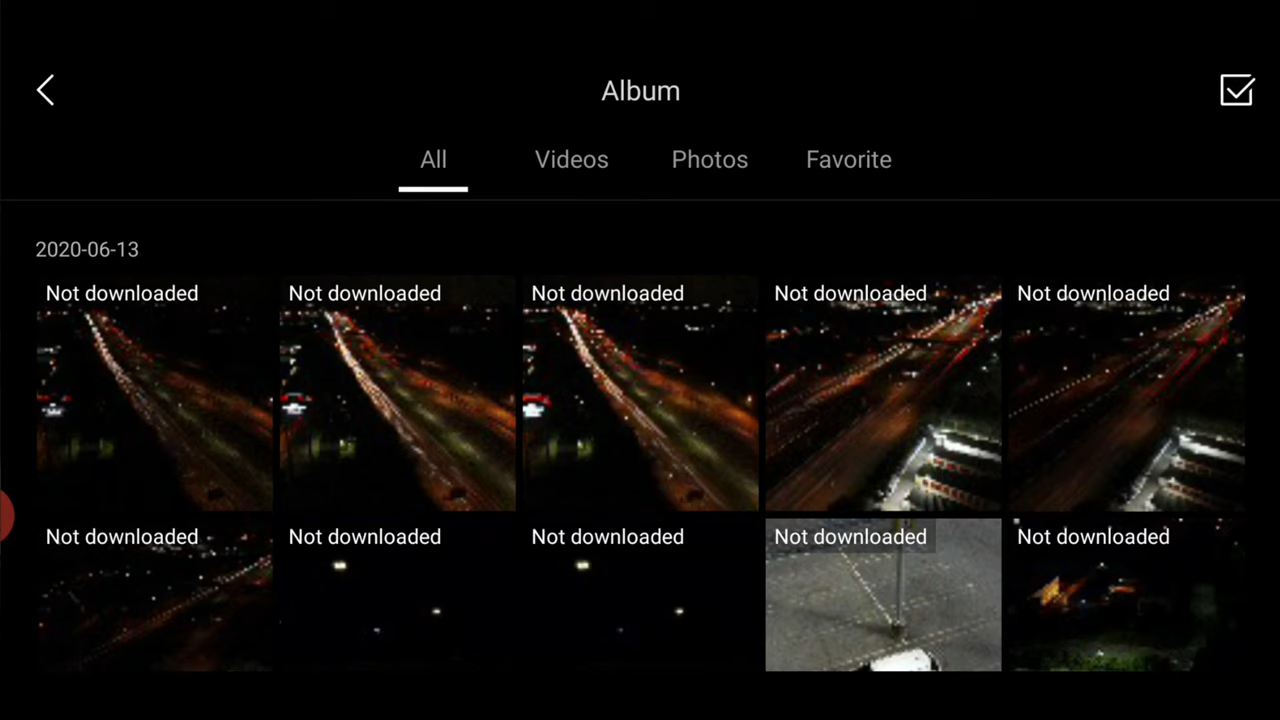 Album
All Videos Photos Favorite
2020-06-13
Not downloaded Not downloaded Not downloaded Not downloaded Not downloaded
Not downloaded Not downloaded Not downloaded Not downloaded Not downloaded